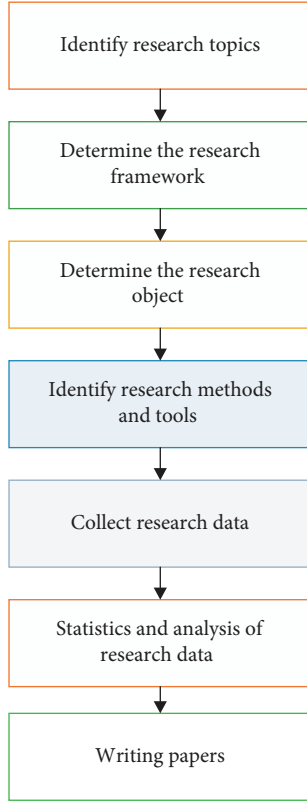 Identify research topics
Determine the research
framework
Determine the research
object
Identify research methods
and tools
Collect research data
Statistics and analysis of
research data
Writing papers